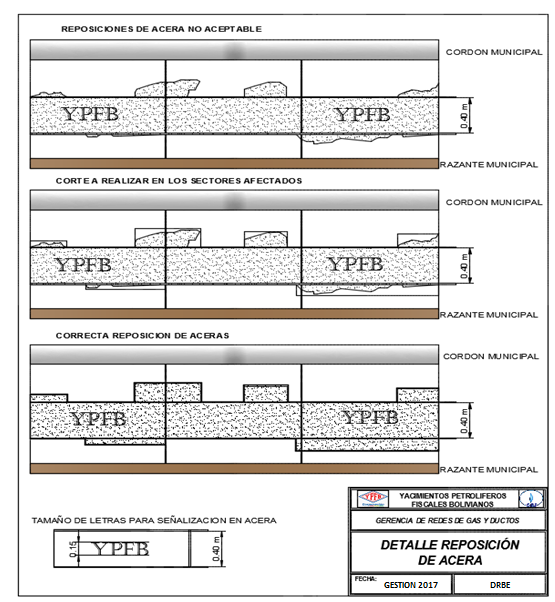 REPOSICIONES DE ACERA NO ACEPTABLE
CORDON MUNICIPAL
YPFB
YPFB
0.40 m
RAZANTE MUNICIPAL
CORTE A REALIZAR EN LOS SECTORES AFECTADOS
CORDON MUNICIPAL
YPFB
YPFB
0.40 m
RAZANTE MUNICIPAL
CORRECTA REPOSICION DE ACERAS
CORDON MUNICIPAL
YPFB
YPFB
0.40 m
RAZANTE MUNICIPAL
TAMAÑO DE LETRAS PARA SEÑALIZACION EN ACERA
0.15
YPFB
0.40 m
YPFB
YACIMIENTOS PETROLIFEROS
FISCALES BOLIVIANOS
GERENCIA DE REDES DE GAS Y DUCTOS
DETALLE REPOSICIÓN
DE ACERA
FECHA:
GESTION 2017
DRBE